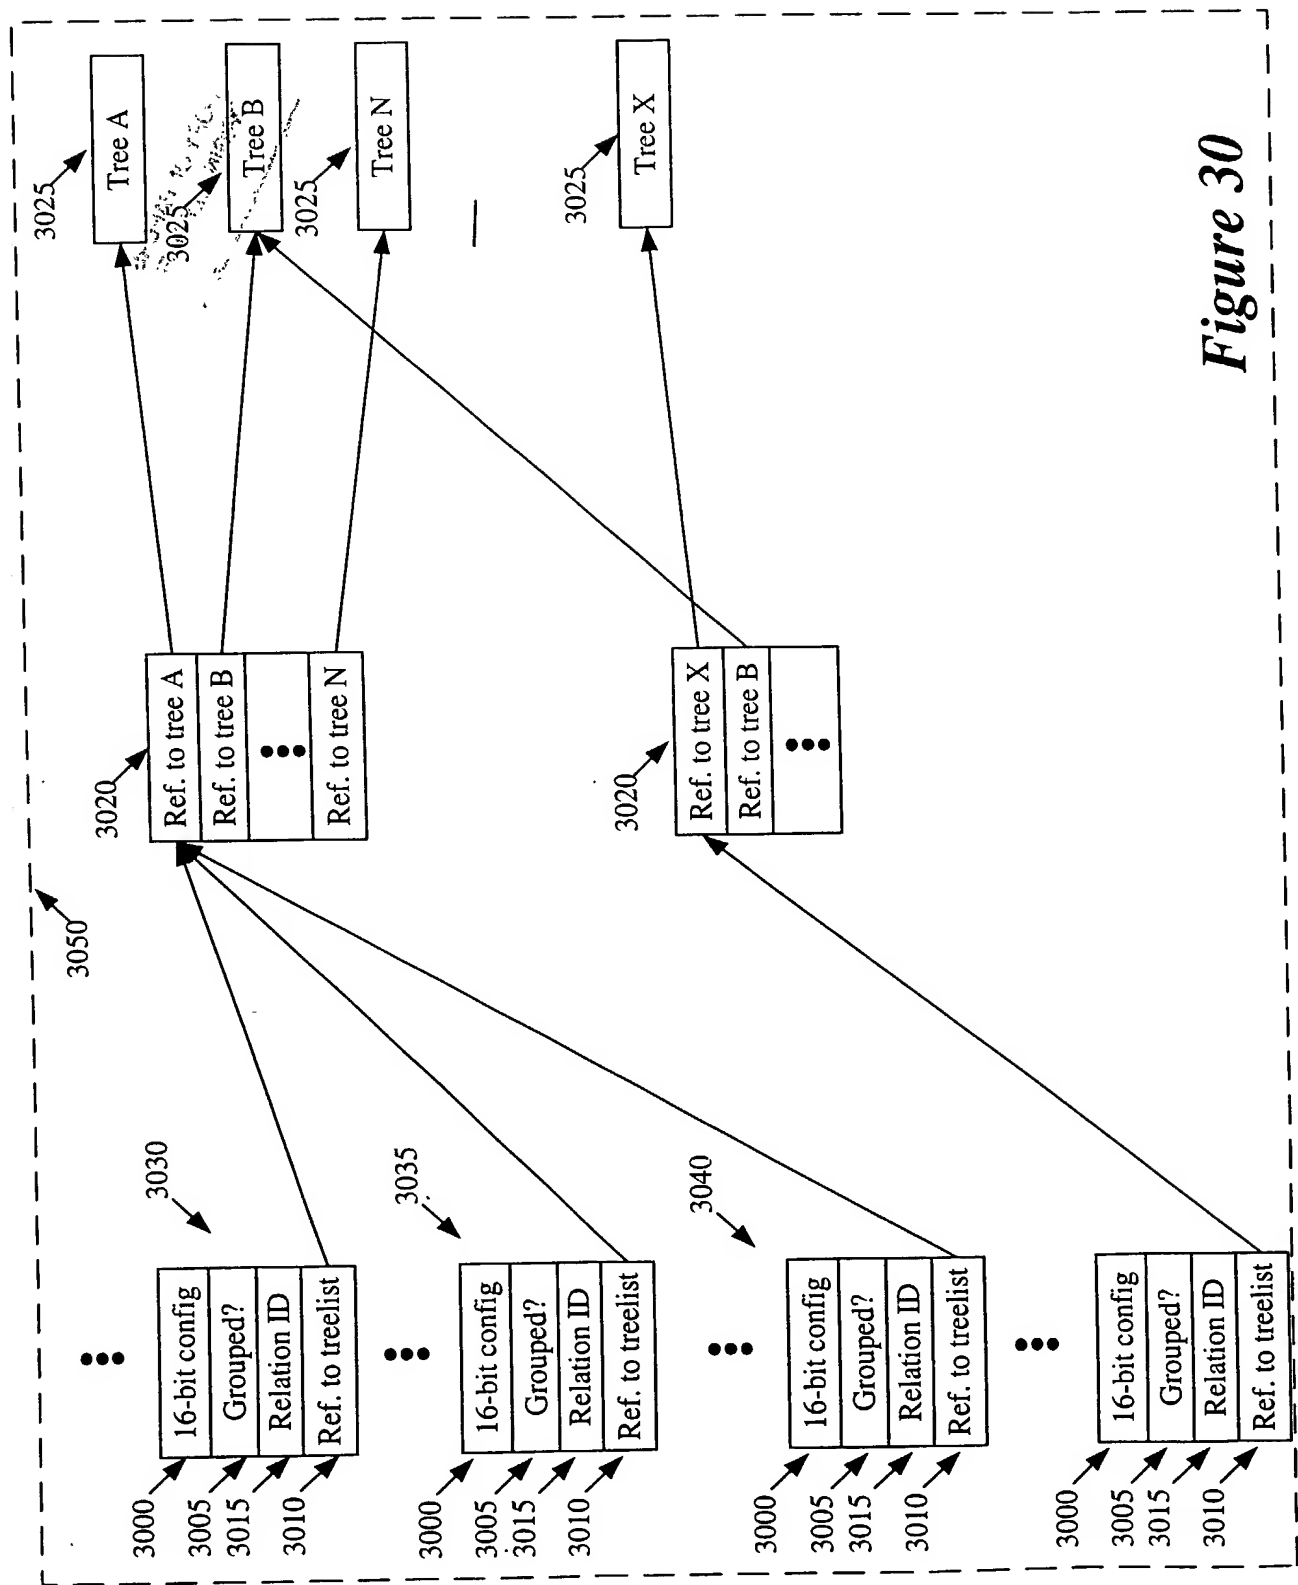 3050
3000
3005
3015
3010
16-bit config
Grouped?
Relation ID
Ref. to treelist
3030
3000
3005
3015
3010
16-bit config
Grouped?
Relation ID
Ref. to treelist
3035
3000
3005
3015
3010
16-bit config
Grouped?
Relation ID
Ref. to treelist
3040
3000
3005
3015
3010
16-bit config
Grouped?
Relation ID
Ref. to treelist
3020
Ref. to tree A
Ref. to tree B
Ref. to tree N
3020
Ref. to tree X
Ref. to tree B
3025
Tree A
3025
Tree B
3025
Tree N
3025
Tree X
Figure 30